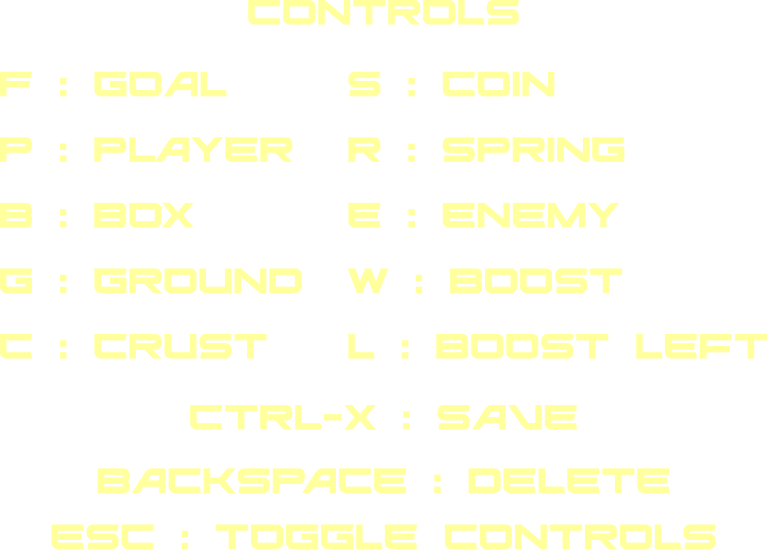 CONTROLS
F : GOAL S : COIN
P : PLAYER R : SPRING
B : BOX E : ENEMY
G : GROUND W : BOOST
C : CRUST L : BOOST LEFT
CTRL-X : SAVE
BACKSPACE : DELETE
ESC : TOGGLE CONTROLS